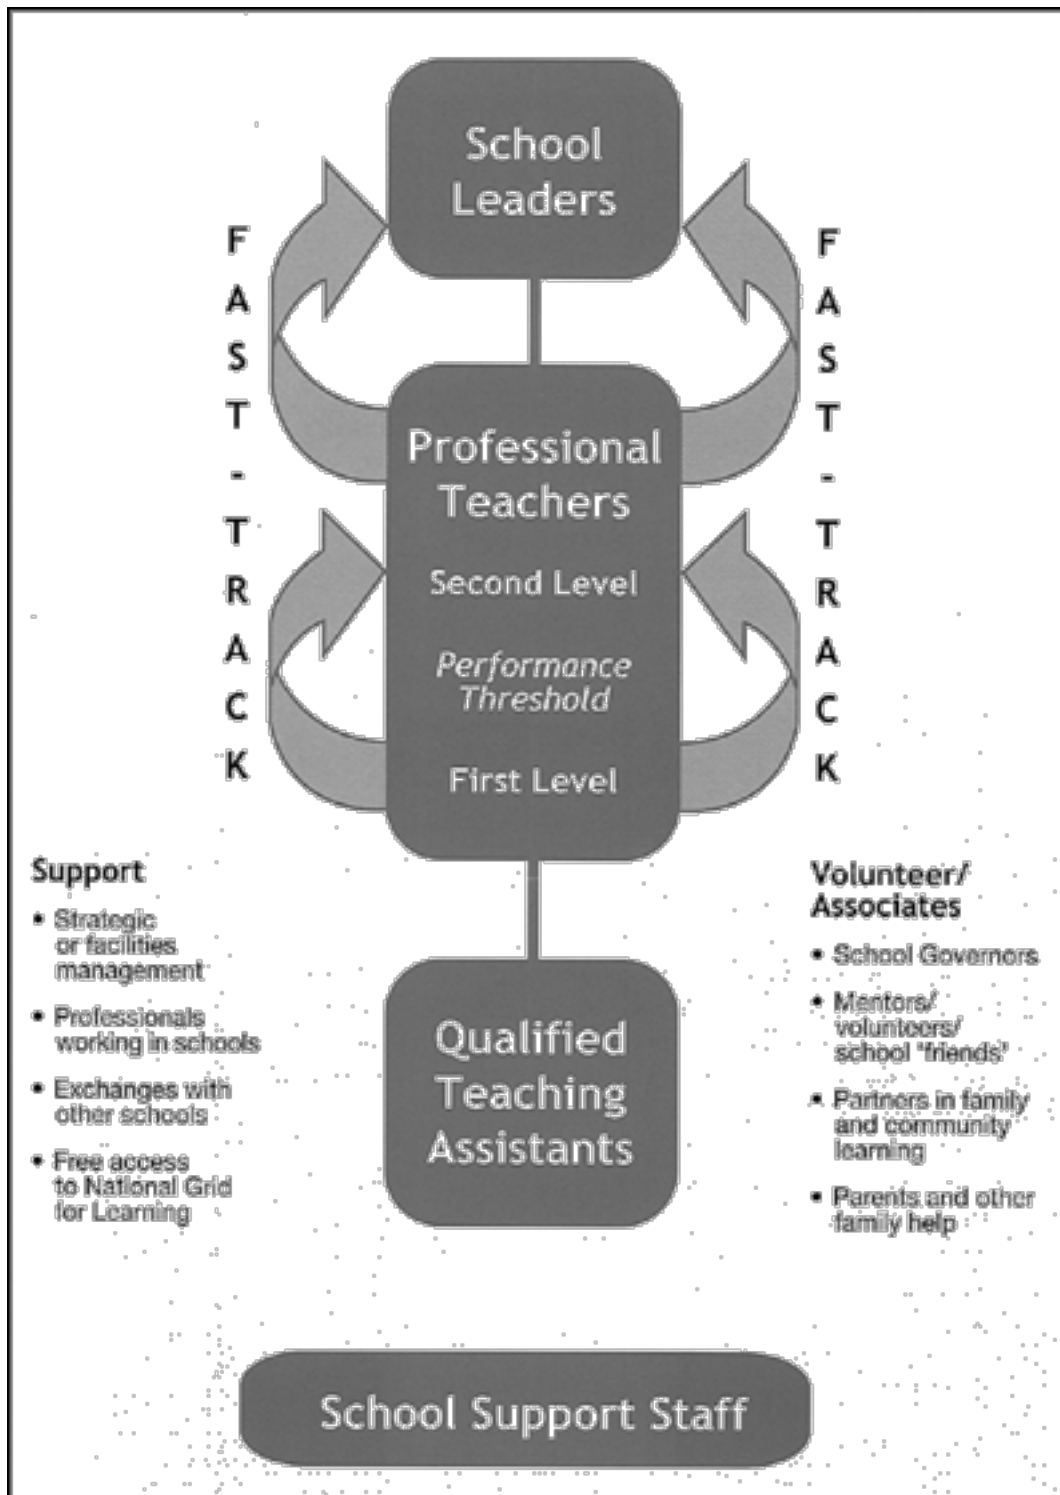 School
Leaders
F
A
S
T
-
T
R
A
C
K
F
A
S
T
-
T
R
A
C
K
Professional
Teachers
Second Level
Performance
Threshold
First Level
Support
• Strategic
or facilities
management
• Professionals
working in schools
• Exchanges with
other schools
• Free access
to National Grid
for Learning
Volunteer/
Associates
• School Governors
• Mentors/
volunteers/
school 'friends'
• Partners in family
and community
learning
• Parents and other
family help
Qualified
Teaching
Assistants
School Support Staff